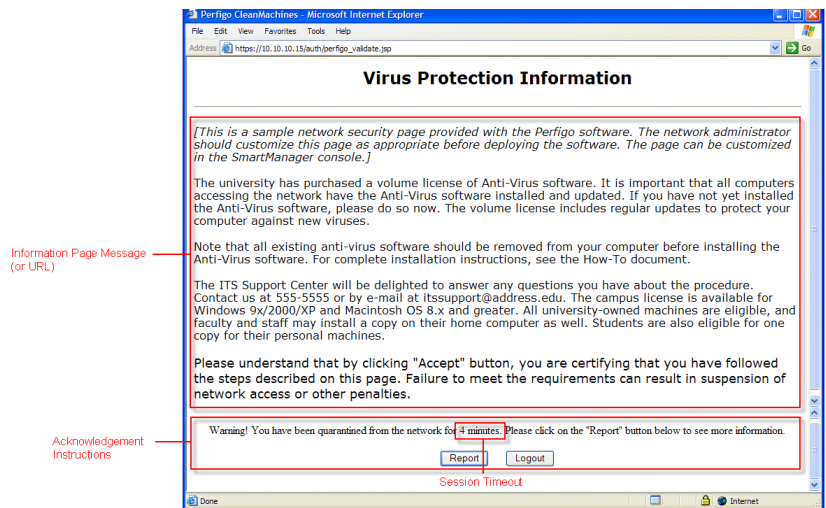 Perfigo CleanMachines - Microsoft Internet Explorer
File Edit View Favorites Tools Help
Address https://10.10.10.15/auth/perfigo_validate.jsp Go
Virus Protection Information
[This is a sample network security page provided with the Perfigo software. The network administrator
should customize this page as appropriate before deploying the software. The page can be customized
in the SmartManager console.]
The university has purchased a volume license of Anti-Virus software. It is important that all computers
accessing the network have the Anti-Virus software installed and updated. If you have not yet installed
the Anti-Virus software, please do so now. The volume license includes regular updates to protect your
computer against new viruses.
Information Page Message
(or URL)
Note that all existing anti-virus software should be removed from your computer before installing the
Anti-Virus software. For complete installation instructions, see the How-To document.
The ITS Support Center will be delighted to answer any questions you have about the procedure.
Contact us at 555-5555 or by e-mail at itssupport@address.edu. The campus license is available for
Windows 9x/2000/XP and Macintosh OS 8.x and greater. All university-owned machines are eligible, and
faculty and staff may install a copy on their home computer as well. Students are also eligible for one
copy for their personal machines.
Please understand that by clicking "Accept" button, you are certifying that you have followed
the steps described on this page. Failure to meet the requirements can result in suspension of
network access or other penalties.
Acknowledgement
Instructions
Warning! You have been quarantined from the network for 4 minutes. Please click on the "Report" button below to see more information.
Report Logout
Session Timeout
Done Internet